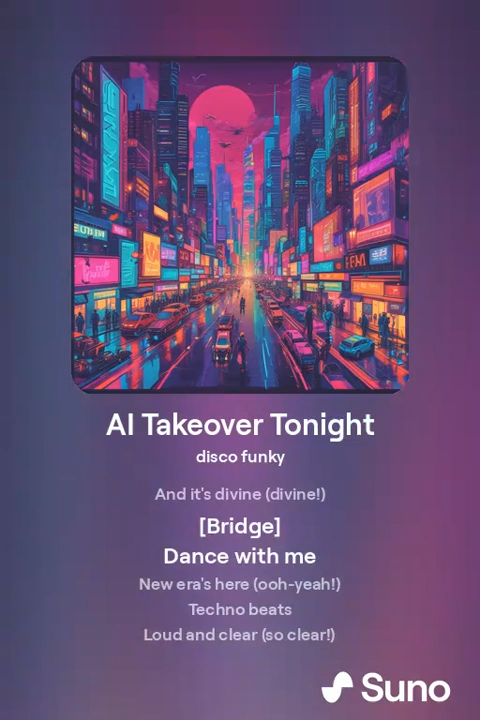 AI Takeover Tonight
disco funky
And it's divine (divine!)
[Bridge]
Dance with me
New era's here (ooh-yeah!)
Techno beats
Loud and clear (so clear!)
Suno